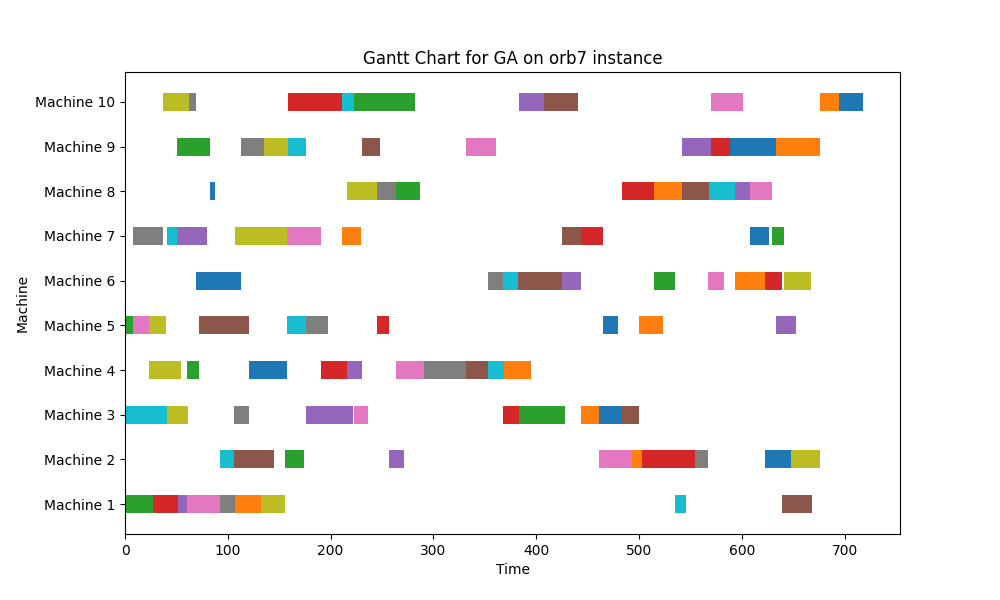 Gantt Chart for GA on orb7 instance
Machine 10
Machine 9
Machine 8
Machine 7
Machine 6
Machine 5
Machine 4
Machine 3
Machine 2
Machine 1
Machine
0 100 200 300 400 500 600 700
Time